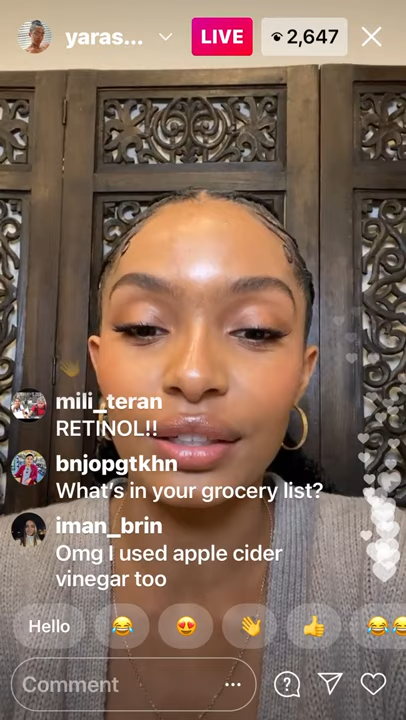 yaras...
LIVE
2,647
mili_teran
RETINOL!!
bnjopgtkhn
What's in your grocery list?
iman_brin
Omg I used apple cider
vinegar too
Hello
Comment